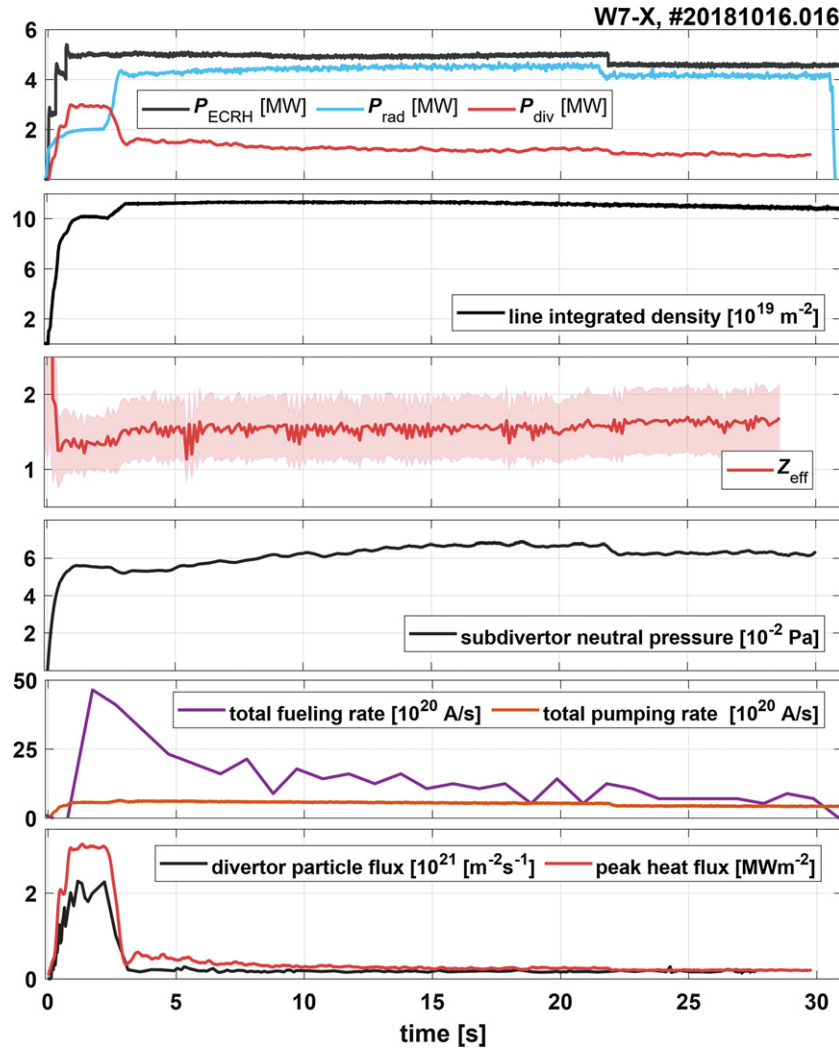 W7-X, #20181016.016
6
4
2
P_ECRH [MW] P_rad [MW] P_div [MW]
10
6
2
line integrated density [10^19 m^-2]
2
1
Z_eff
6
4
2
subdivertor neutral pressure [10^-2 Pa]
50
25
0
total fueling rate [10^20 A/s] total pumping rate [10^20 A/s]
2
0
divertor particle flux [10^21 [m^-2s^-1] peak heat flux [MWm^-2]
0 5 10 15 20 25 30
time [s]